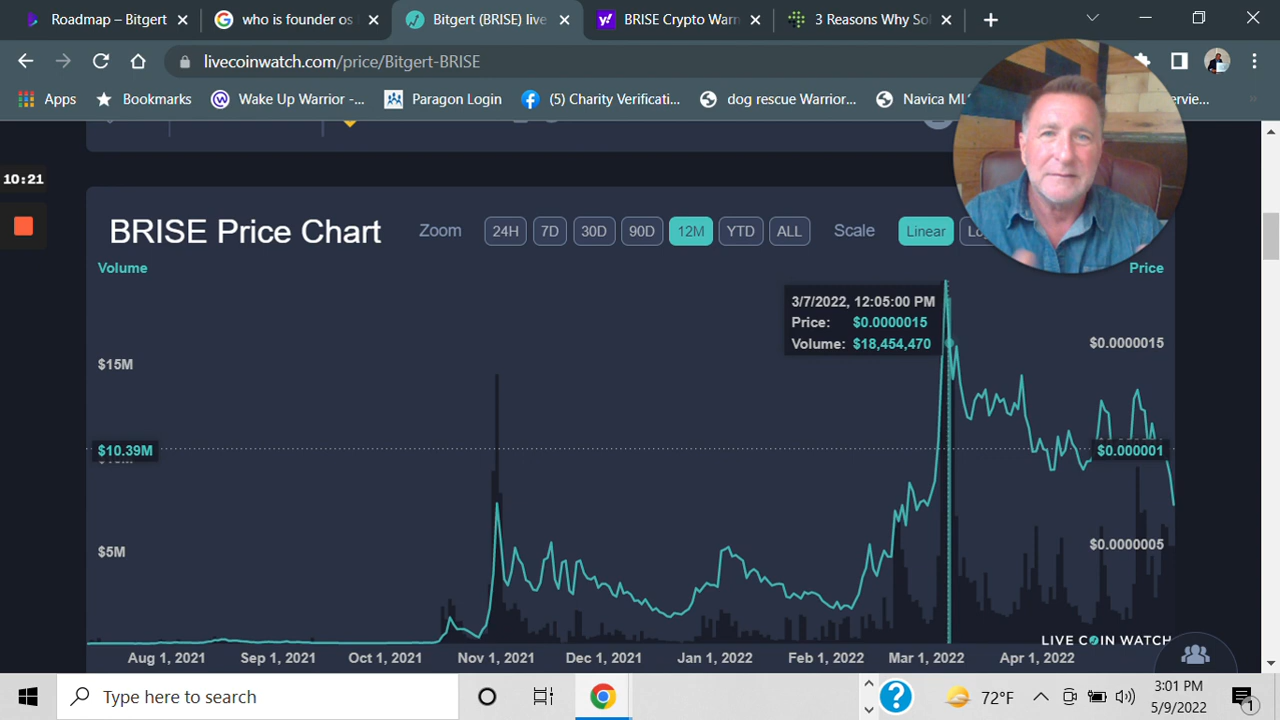 Roadmap – Bitgert
who is founder os
Bitgert (BRISE) live
BRISE Crypto Warn
3 Reasons Why Sol
livecoinwatch.com/price/Bitgert-BRISE
Apps
Bookmarks
Wake Up Warrior -...
Paragon Login
(5) Charity Verificati...
dog rescue Warrior...
Navica ML
10:21
BRISE Price Chart
Zoom
24H
7D
30D
90D
12M
YTD
ALL
Scale
Linear
Volume
Price
3/7/2022, 12:05:00 PM
Price: $0.0000015
Volume: $18,454,470
$15M
$0.0000015
$10.39M
$0.000001
$5M
$0.0000005
LIVE COIN WATCH
Aug 1, 2021
Sep 1, 2021
Oct 1, 2021
Nov 1, 2021
Dec 1, 2021
Jan 1, 2022
Feb 1, 2022
Mar 1, 2022
Apr 1, 2022
Type here to search
72°F
3:01 PM
5/9/2022
1